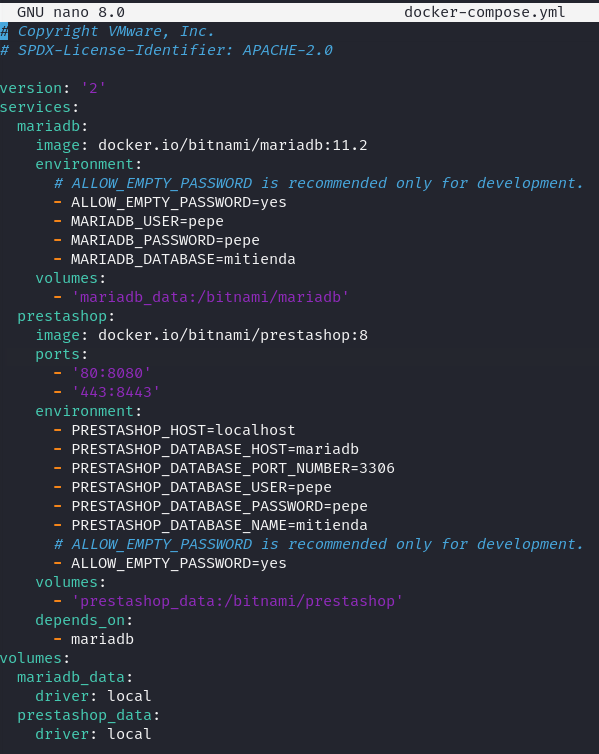 GNU nano 8.0 docker-compose.yml
# Copyright VMware, Inc.
# SPDX-License-Identifier: APACHE-2.0

version: '2'
services:
  mariadb:
    image: docker.io/bitnami/mariadb:11.2
    environment:
      # ALLOW_EMPTY_PASSWORD is recommended only for development.
      - ALLOW_EMPTY_PASSWORD=yes
      - MARIADB_USER=pepe
      - MARIADB_PASSWORD=pepe
      - MARIADB_DATABASE=mitienda
    volumes:
      - 'mariadb_data:/bitnami/mariadb'
  prestashop:
    image: docker.io/bitnami/prestashop:8
    ports:
      - '80:8080'
      - '443:8443'
    environment:
      - PRESTASHOP_HOST=localhost
      - PRESTASHOP_DATABASE_HOST=mariadb
      - PRESTASHOP_DATABASE_PORT_NUMBER=3306
      - PRESTASHOP_DATABASE_USER=pepe
      - PRESTASHOP_DATABASE_PASSWORD=pepe
      - PRESTASHOP_DATABASE_NAME=mitienda
      # ALLOW_EMPTY_PASSWORD is recommended only for development.
      - ALLOW_EMPTY_PASSWORD=yes
    volumes:
      - 'prestashop_data:/bitnami/prestashop'
    depends_on:
      - mariadb
volumes:
  mariadb_data:
    driver: local
  prestashop_data:
    driver: local